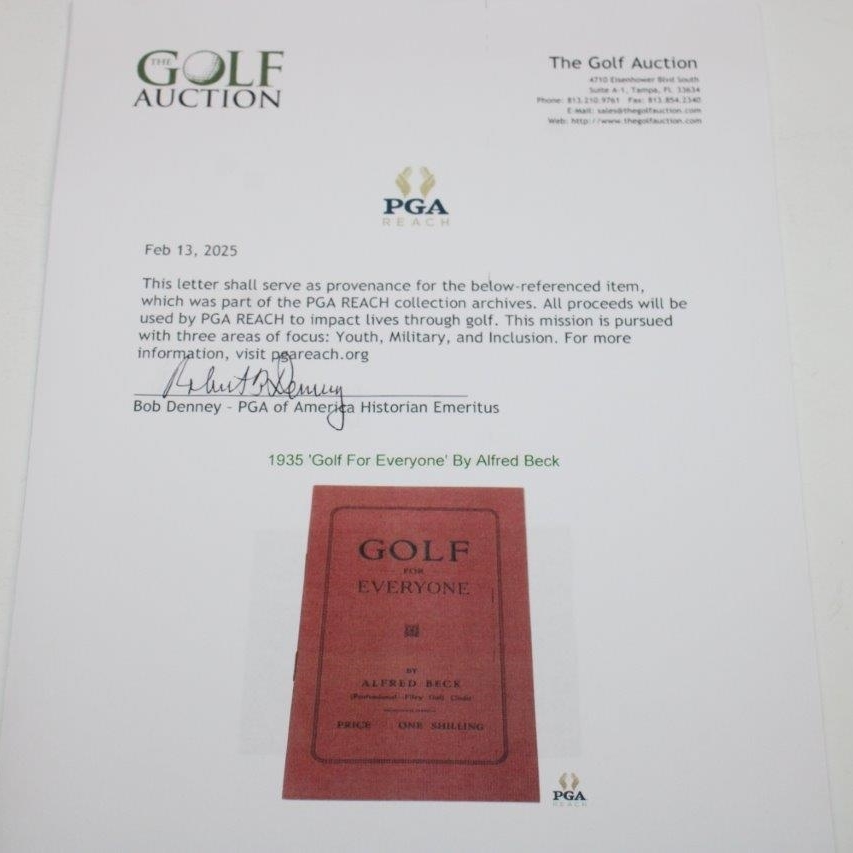 THE GOLF
AUCTION
The Golf Auction
4710 Eisenhower Blvd South
Suite A-1, Tampa, FL 33634
Phone: 813.210.9761 Fax: 813.854.2340
E-mail: sales@thegolfauction.com
Web: http://www.thegolfauction.com
PGA
REACH
Feb 13, 2025
This letter shall serve as provenance for the below-referenced item,
which was part of the PGA REACH collection archives. All proceeds will be
used by PGA REACH to impact lives through golf. This mission is pursued
with three areas of focus: Youth, Military, and Inclusion. For more
information, visit pgareach.org
Robert B Denney
Bob Denney - PGA of America Historian Emeritus
1935 'Golf For Everyone' By Alfred Beck
GOLF
FOR
EVERYONE
BY
ALFRED BECK
(Professional Filey Golf Club)
PRICE ONE SHILLING
PGA
REACH